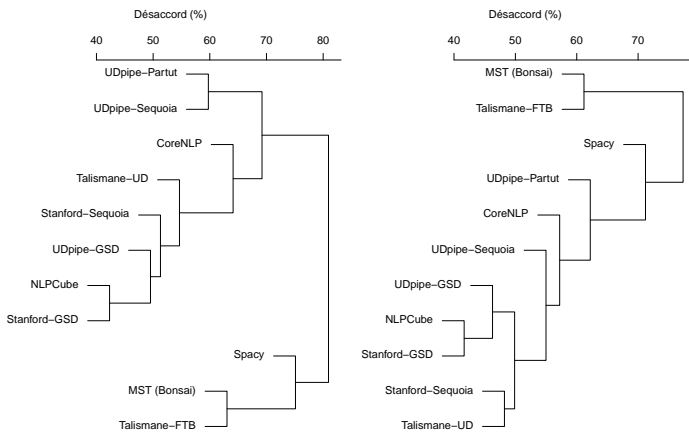 Désaccord (%)
40 50 60 70 80
UDpipe−Partut
UDpipe−Sequoia
CoreNLP
Talismane−UD
Stanford−Sequoia
UDpipe−GSD
NLPCube
Stanford−GSD
Spacy
MST (Bonsai)
Talismane−FTB
Désaccord (%)
40 50 60 70
MST (Bonsai)
Talismane−FTB
Spacy
UDpipe−Partut
CoreNLP
UDpipe−Sequoia
UDpipe−GSD
NLPCube
Stanford−GSD
Stanford−Sequoia
Talismane−UD